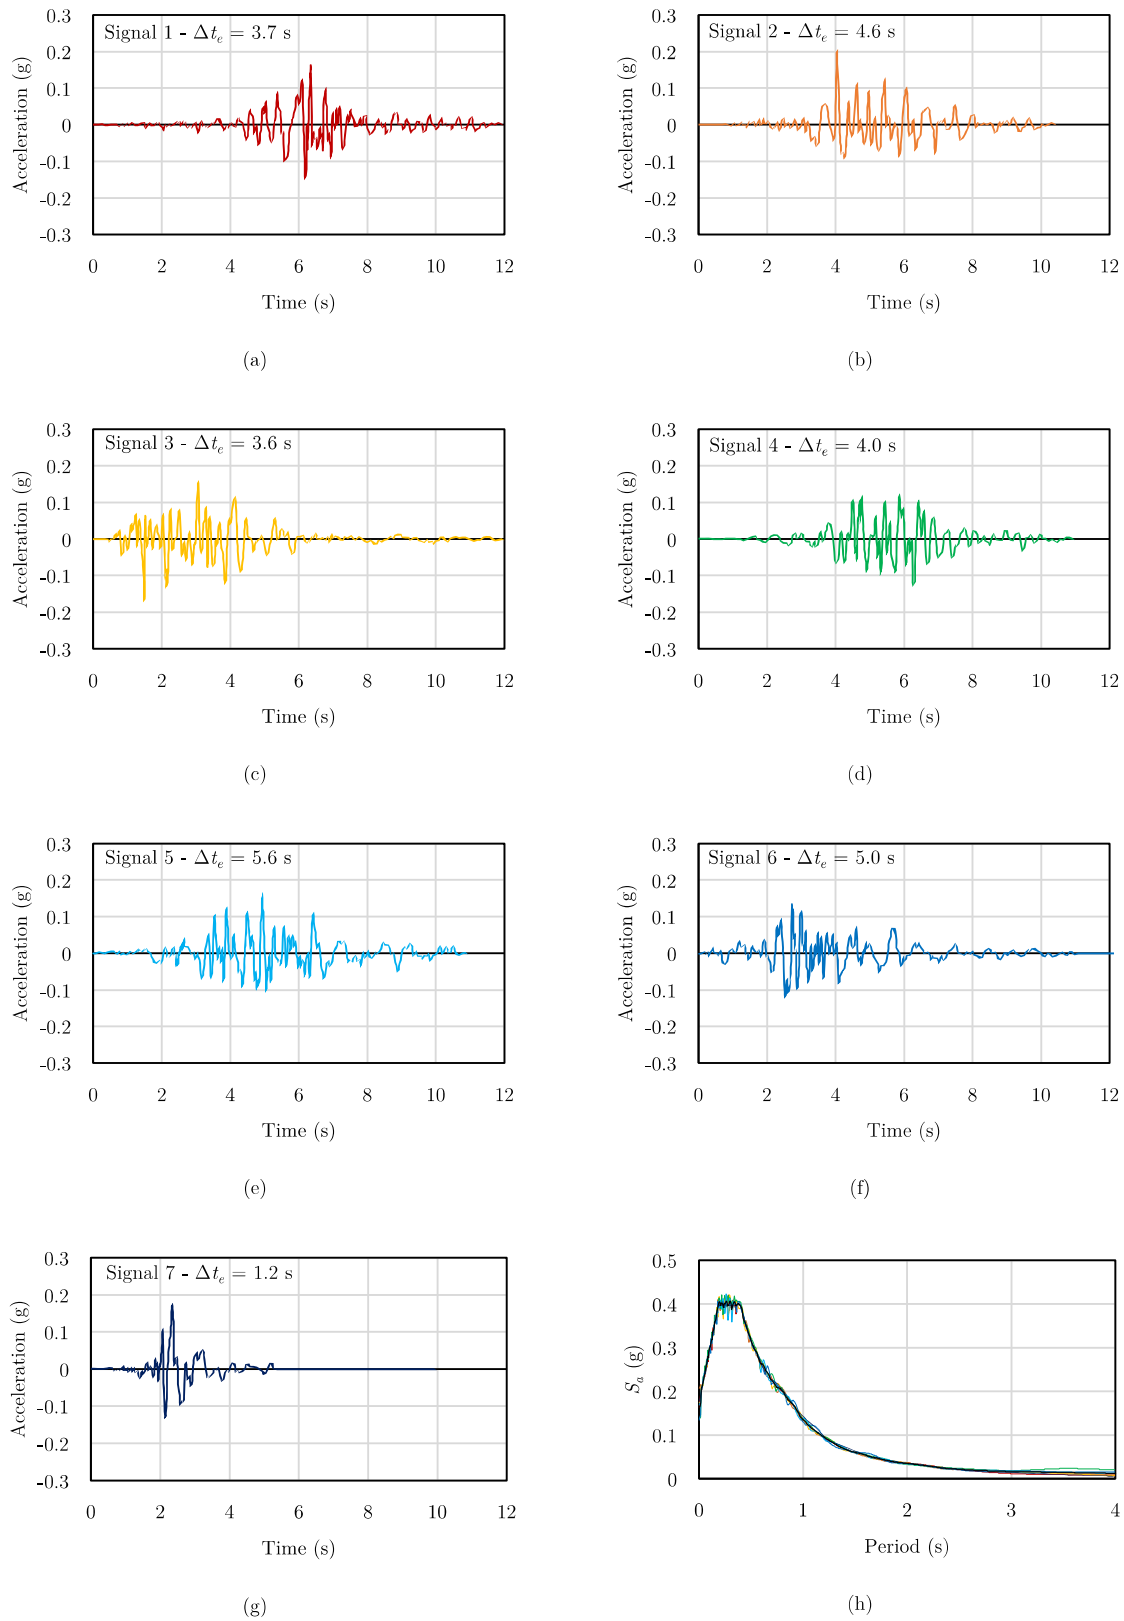 Signal 1 - Δtₑ = 3.7 s
0.3
0.2
0.1
0
-0.1
-0.2
-0.3
Acceleration (g)
0 2 4 6 8 10 12
Time (s)
(a)
Signal 2 - Δtₑ = 4.6 s
0.3
0.2
0.1
0
-0.1
-0.2
-0.3
Acceleration (g)
0 2 4 6 8 10 12
Time (s)
(b)
Signal 3 - Δtₑ = 3.6 s
0.3
0.2
0.1
0
-0.1
-0.2
-0.3
Acceleration (g)
0 2 4 6 8 10 12
Time (s)
(c)
Signal 4 - Δtₑ = 4.0 s
0.3
0.2
0.1
0
-0.1
-0.2
-0.3
Acceleration (g)
0 2 4 6 8 10 12
Time (s)
(d)
Signal 5 - Δtₑ = 5.6 s
0.3
0.2
0.1
0
-0.1
-0.2
-0.3
Acceleration (g)
0 2 4 6 8 10 12
Time (s)
(e)
Signal 6 - Δtₑ = 5.0 s
0.3
0.2
0.1
0
-0.1
-0.2
-0.3
Acceleration (g)
0 2 4 6 8 10 12
Time (s)
(f)
Signal 7 - Δtₑ = 1.2 s
0.3
0.2
0.1
0
-0.1
-0.2
-0.3
Acceleration (g)
0 2 4 6 8 10 12
Time (s)
(g)
0.5
0.4
0.3
0.2
0.1
0
Sₐ (g)
0 1 2 3 4
Period (s)
(h)